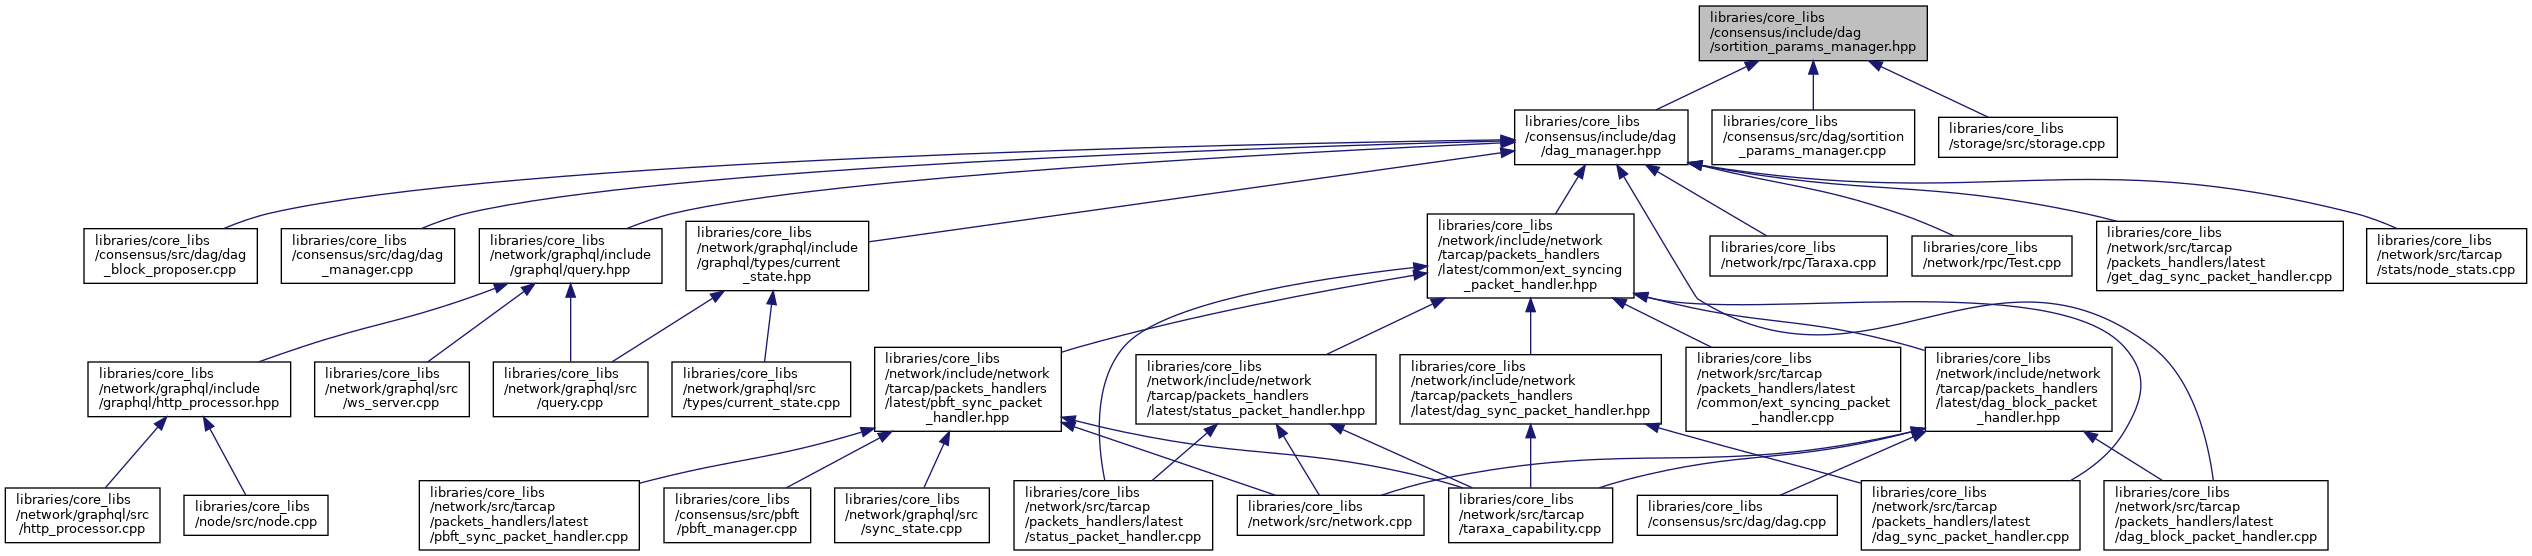 libraries/core_libs
/consensus/include/dag
/sortition_params_manager.hpp
libraries/core_libs
/consensus/include/dag
/dag_manager.hpp
libraries/core_libs
/consensus/src/dag/sortition
_params_manager.cpp
libraries/core_libs
/storage/src/storage.cpp
libraries/core_libs
/consensus/src/dag/dag
_block_proposer.cpp
libraries/core_libs
/consensus/src/dag/dag
_manager.cpp
libraries/core_libs
/network/graphql/include
/graphql/query.hpp
libraries/core_libs
/network/graphql/include
/graphql/types/current
_state.hpp
libraries/core_libs
/network/include/network
/tarcap/packets_handlers
/latest/common/ext_syncing
_packet_handler.hpp
libraries/core_libs
/network/rpc/Taraxa.cpp
libraries/core_libs
/network/rpc/Test.cpp
libraries/core_libs
/network/src/tarcap
/packets_handlers/latest
/get_dag_sync_packet_handler.cpp
libraries/core_libs
/network/src/tarcap
/stats/node_stats.cpp
libraries/core_libs
/network/graphql/include
/graphql/http_processor.hpp
libraries/core_libs
/network/graphql/src
/ws_server.cpp
libraries/core_libs
/network/graphql/src
/query.cpp
libraries/core_libs
/network/graphql/src
/types/current_state.cpp
libraries/core_libs
/network/include/network
/tarcap/packets_handlers
/latest/pbft_sync_packet
_handler.hpp
libraries/core_libs
/network/include/network
/tarcap/packets_handlers
/latest/status_packet_handler.hpp
libraries/core_libs
/network/include/network
/tarcap/packets_handlers
/latest/dag_sync_packet_handler.hpp
libraries/core_libs
/network/src/tarcap
/packets_handlers/latest
/common/ext_syncing_packet
_handler.cpp
libraries/core_libs
/network/include/network
/tarcap/packets_handlers
/latest/dag_block_packet
_handler.hpp
libraries/core_libs
/network/graphql/src
/http_processor.cpp
libraries/core_libs
/node/src/node.cpp
libraries/core_libs
/network/src/tarcap
/packets_handlers/latest
/pbft_sync_packet_handler.cpp
libraries/core_libs
/consensus/src/pbft
/pbft_manager.cpp
libraries/core_libs
/network/graphql/src
/sync_state.cpp
libraries/core_libs
/network/src/tarcap
/packets_handlers/latest
/status_packet_handler.cpp
libraries/core_libs
/network/src/network.cpp
libraries/core_libs
/network/src/tarcap
/taraxa_capability.cpp
libraries/core_libs
/consensus/src/dag/dag.cpp
libraries/core_libs
/network/src/tarcap
/packets_handlers/latest
/dag_sync_packet_handler.cpp
libraries/core_libs
/network/src/tarcap
/packets_handlers/latest
/dag_block_packet_handler.cpp